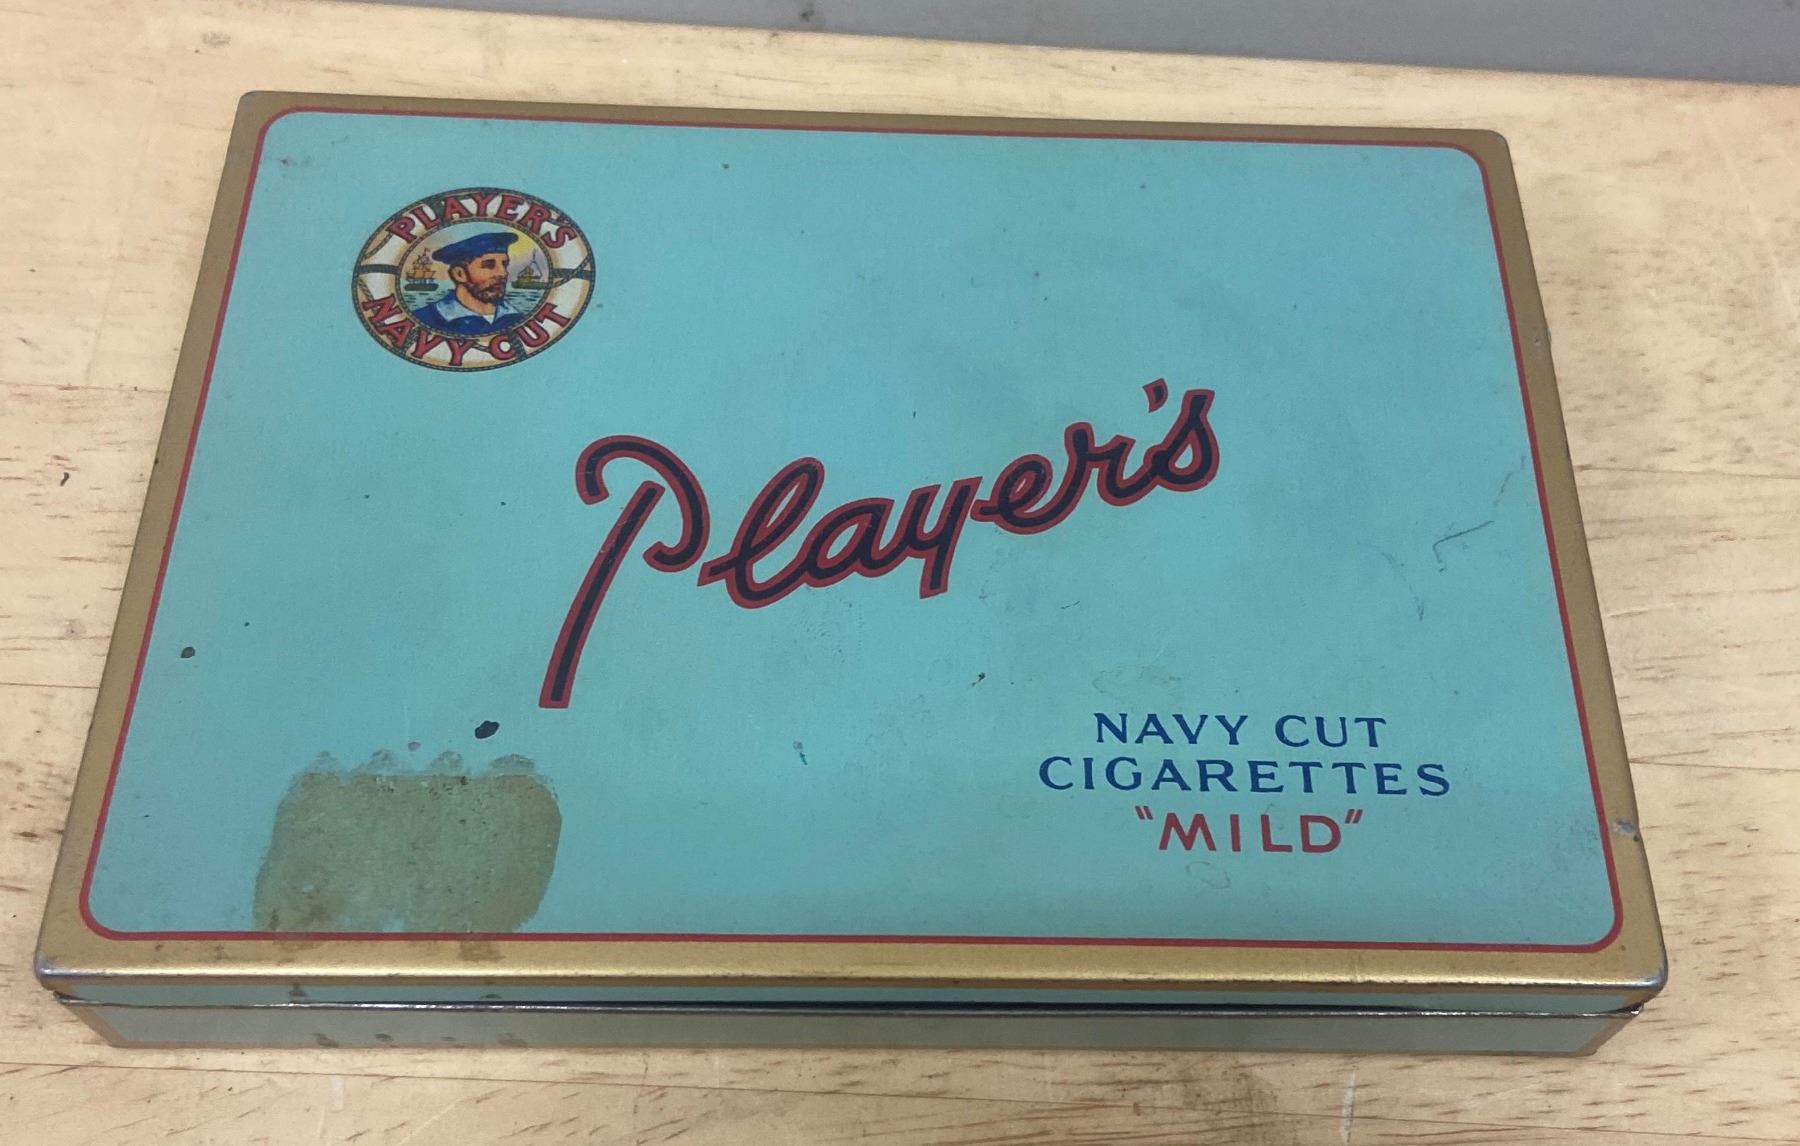 PLAYER'S
NAVY CUT
Player's
NAVY CUT
CIGARETTES
"MILD"